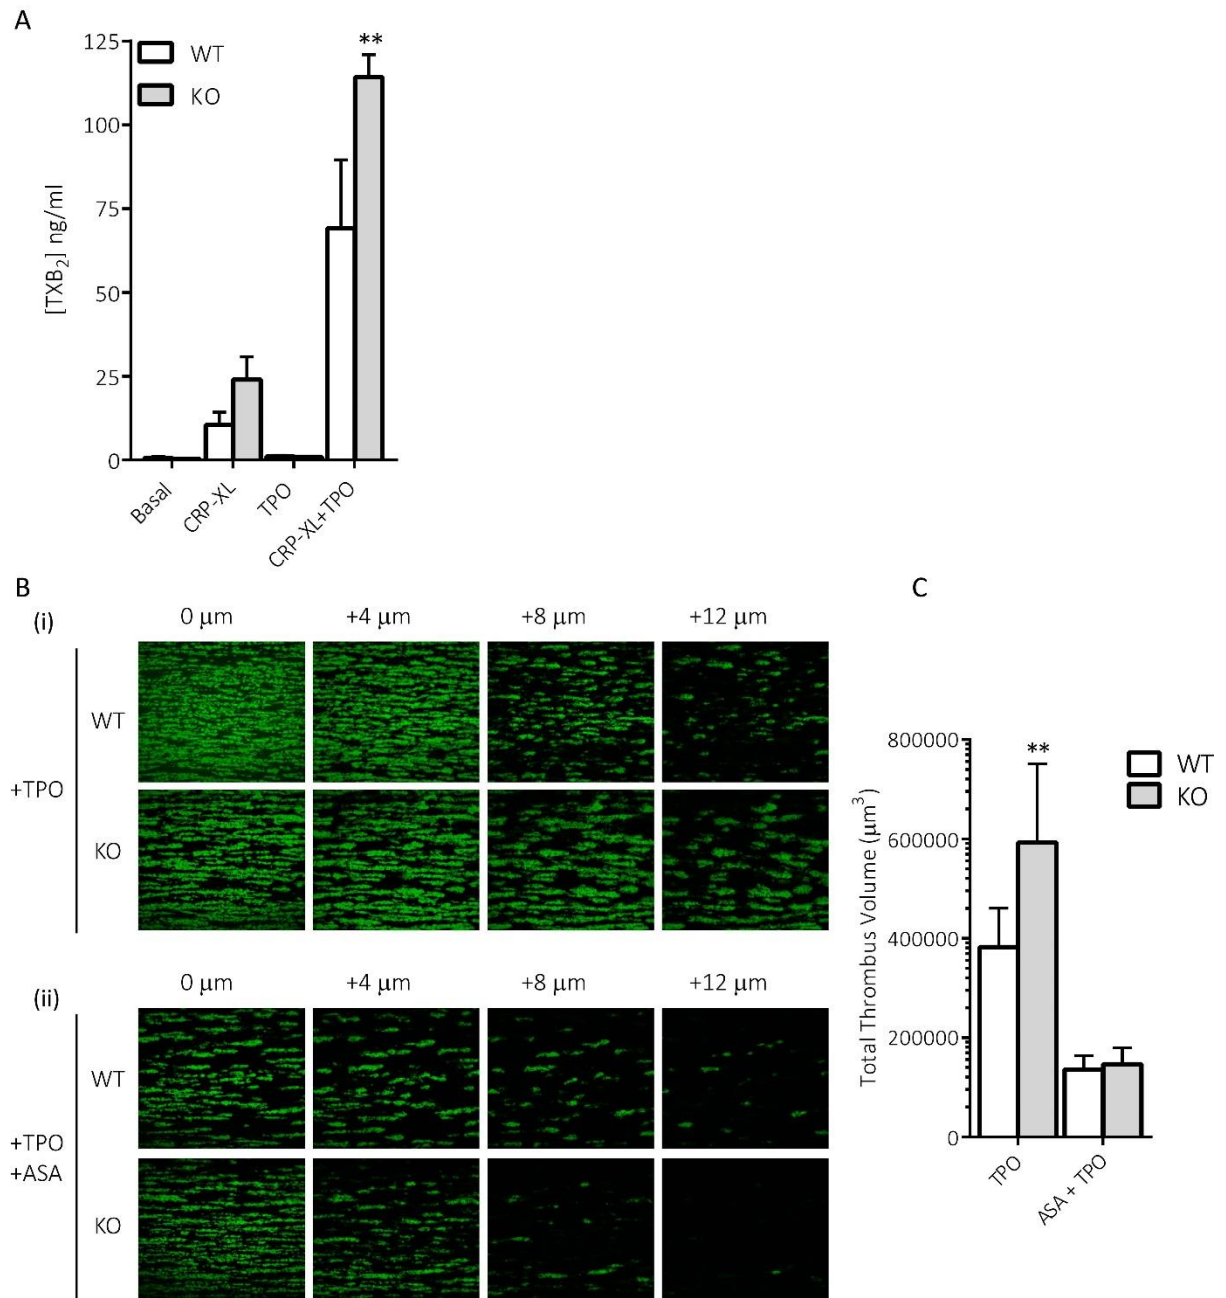 A
125
100
75
50
25
0
[TXB₂] ng/ml
WT
KO
**
Basal
CRP-XL
TPO
CRP-XL+TPO
B
(i)
0 μm +4 μm +8 μm +12 μm
+TPO
WT
KO
(ii)
0 μm +4 μm +8 μm +12 μm
+TPO
+ASA
WT
KO
C
800000
600000
400000
200000
0
Total Thrombus Volume (μm³)
**
WT
KO
TPO
ASA + TPO